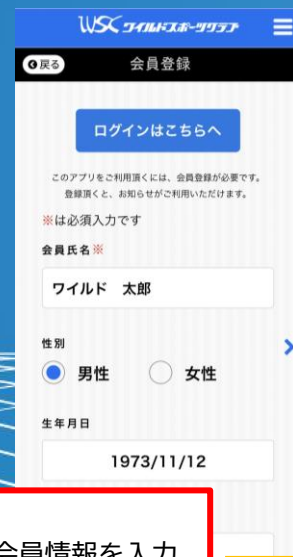 WSC ワイルドスポーツクラブ
戻る
会員登録
ログインはこちらへ
このアプリをご利用頂くには、会員登録が必要です。
登録頂くと、お知らせがご利用いただけます。
※は必須入力です
会員氏名※
ワイルド 太郎
性別
男性 女性
生年月日
1973/11/12
会員情報を入力